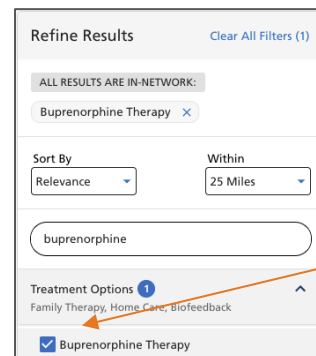 Refine Results Clear All Filters (1)
ALL RESULTS ARE IN-NETWORK:
Buprenorphine Therapy ×
Sort By Within
Relevance 25 Miles
buprenorphine
Treatment Options 1
Family Therapy, Home Care, Biofeedback
Buprenorphine Therapy